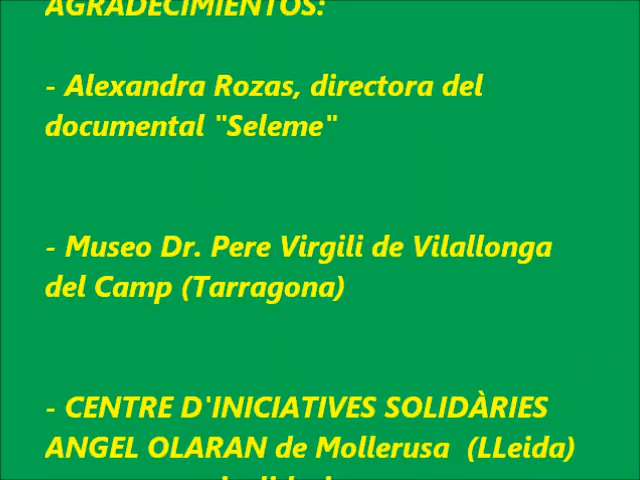 AGRADECIMIENTOS:
- Alexandra Rozas, directora del
documental "Seleme"
- Museo Dr. Pere Virgili de Vilallonga
del Camp (Tarragona)
- CENTRE D'INICIATIVES SOLIDÀRIES
ANGEL OLARAN de Mollerusa  (LLeida)